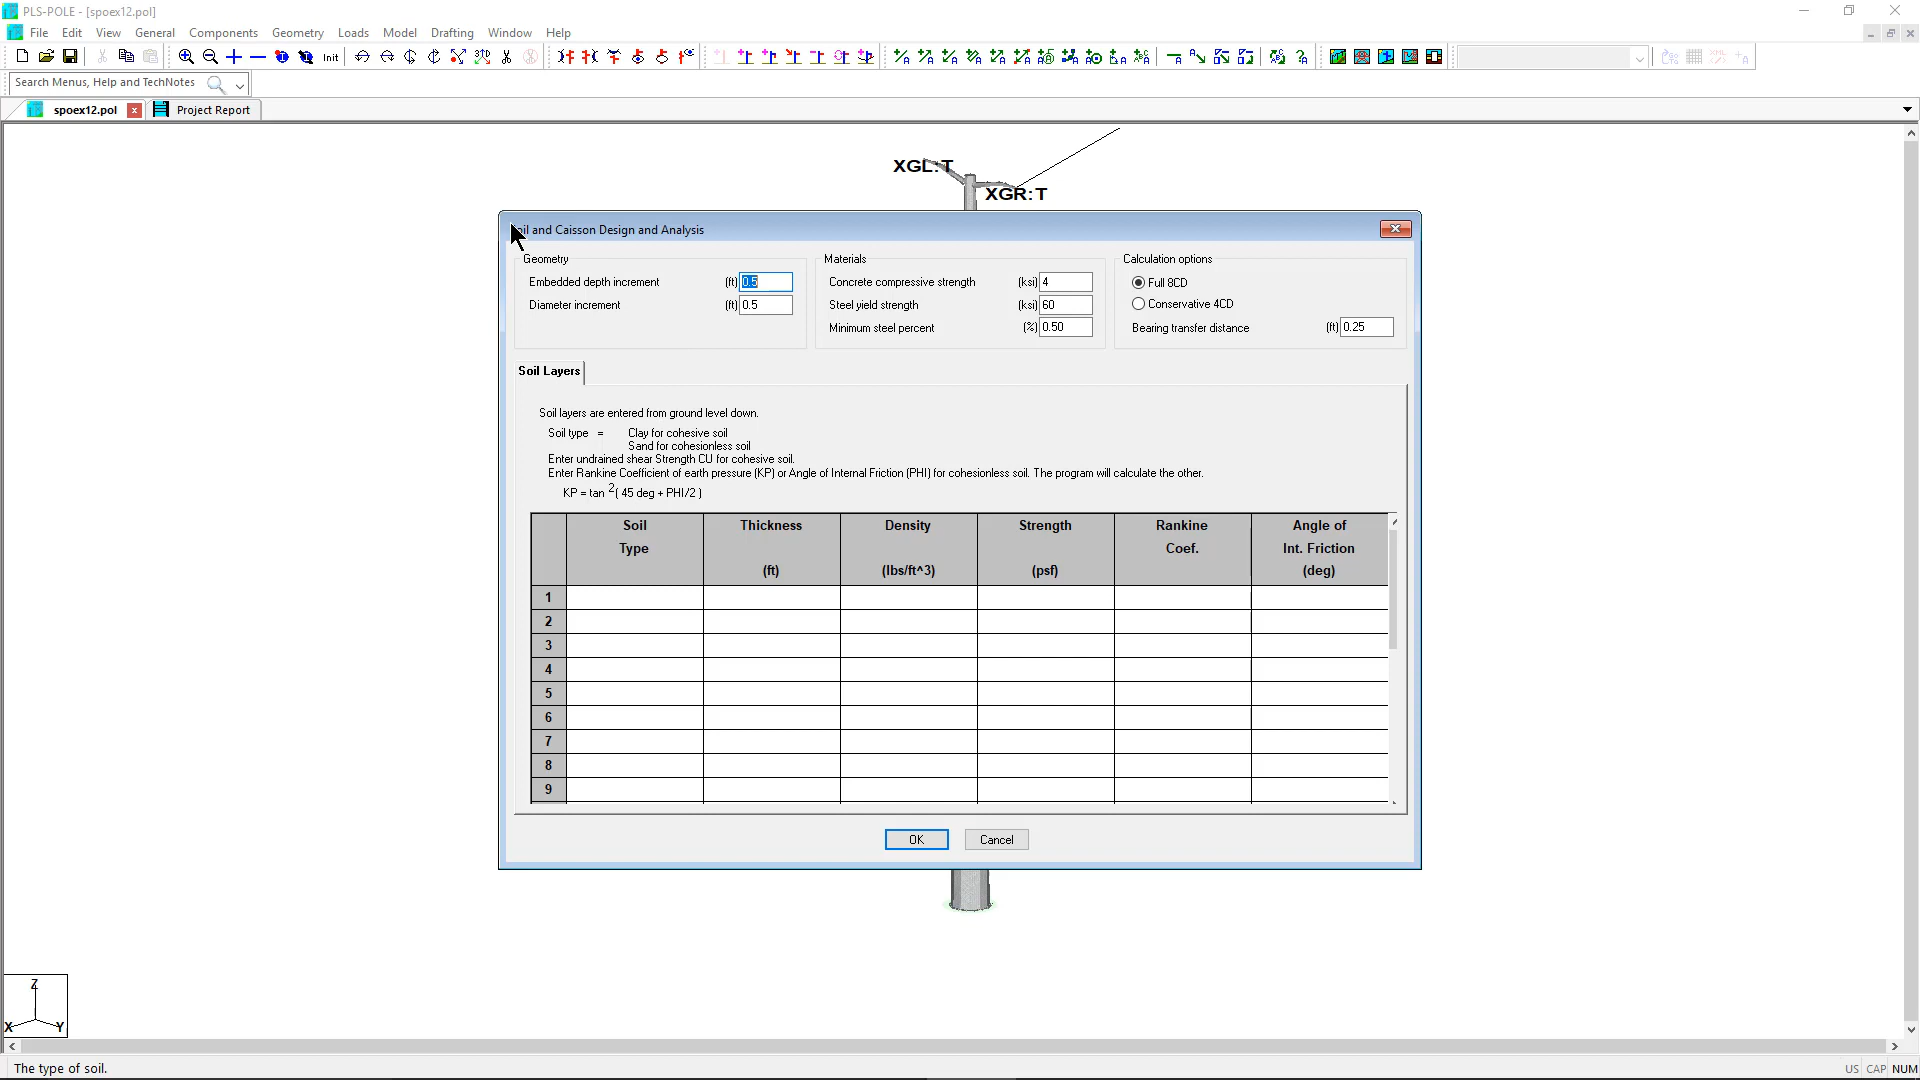 PLS-POLE - [spoex12.pol]
File Edit View General Components Geometry Loads Model Drafting Window Help
Init
Search Menus, Help and TechNotes
spoex12.pol Project Report
XGL:T
XGR:T
oil and Caisson Design and Analysis
Geometry
Embedded depth increment (ft) 0.5
Diameter increment (ft) 0.5
Materials
Concrete compressive strength (ksi) 4
Steel yield strength (ksi) 60
Minimum steel percent (%) 0.50
Calculation options
Full 8CD
Conservative 4CD
Bearing transfer distance (ft) 0.25
Soil Layers
Soil layers are entered from ground level down.
Soil type = Clay for cohesive soil
Sand for cohesionless soil
Enter undrained shear Strength CU for cohesive soil.
Enter Rankine Coefficient of earth pressure (KP) or Angle of Internal Friction (PHI) for cohesionless soil. The program will calculate the other.
KP = tan 2( 45 deg + PHI/2 )
Soil Thickness Density Strength Rankine Angle of
Type Coef. Int. Friction
(ft) (lbs/ft^3) (psf) (deg)
1
2
3
4
5
6
7
8
9
OK Cancel
Z
X Y
The type of soil.
US CAP NUM